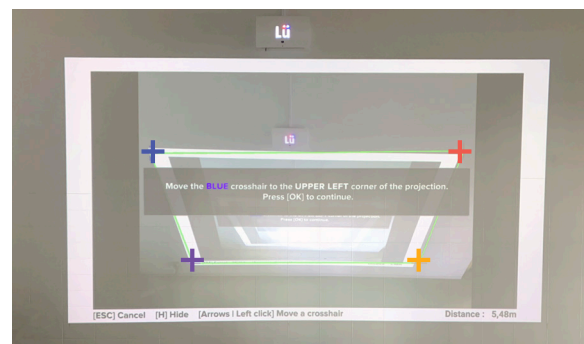 Lü
Lü
Move the BLUE crosshair to the UPPER LEFT corner of the projection.
Press [OK] to continue.
[ESC] Cancel [H] Hide [Arrows | Left click] Move a crosshair Distance : 5,48m